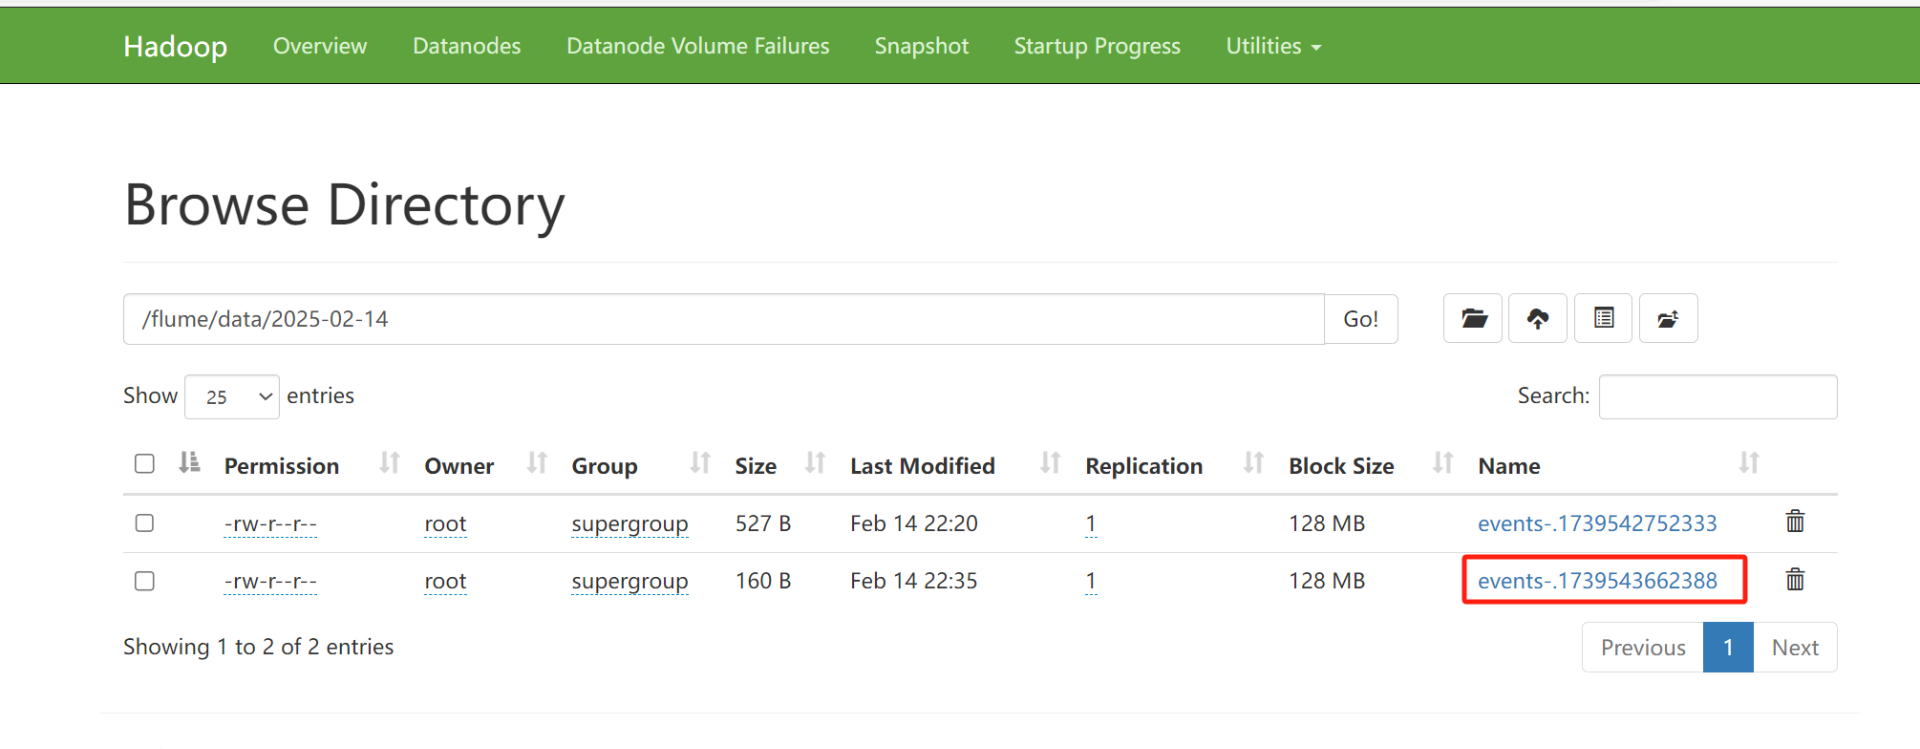 Hadoop Overview Datanodes Datanode Volume Failures Snapshot Startup Progress Utilities
Browse Directory
/flume/data/2025-02-14 Go!
Show 25 entries Search:
Permission Owner Group Size Last Modified Replication Block Size Name
-rw-r--r-- root supergroup 527 B Feb 14 22:20 1 128 MB events-.1739542752333
-rw-r--r-- root supergroup 160 B Feb 14 22:35 1 128 MB events-.1739543662388
Showing 1 to 2 of 2 entries Previous 1 Next